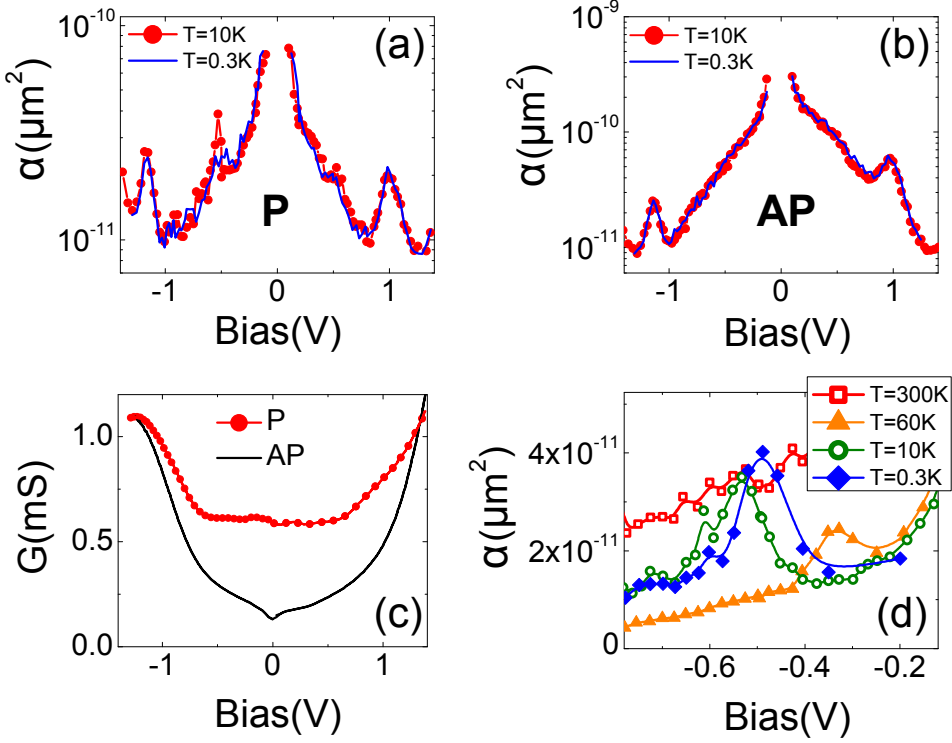 10⁻¹⁰
T=10K
T=0.3K
(a)
α(μm²)
10⁻¹¹
P
-1 0 1
Bias(V)
10⁻⁹
T=10K
T=0.3K
(b)
α(μm²)
10⁻¹⁰
10⁻¹¹
AP
-1 0 1
Bias(V)
1.0
P
AP
G(mS)
0.5
0.0
(c)
-1 0 1
Bias(V)
T=300K
T=60K
T=10K
T=0.3K
4x10⁻¹¹
α(μm²)
2x10⁻¹¹
0
(d)
-0.6 -0.4 -0.2
Bias(V)